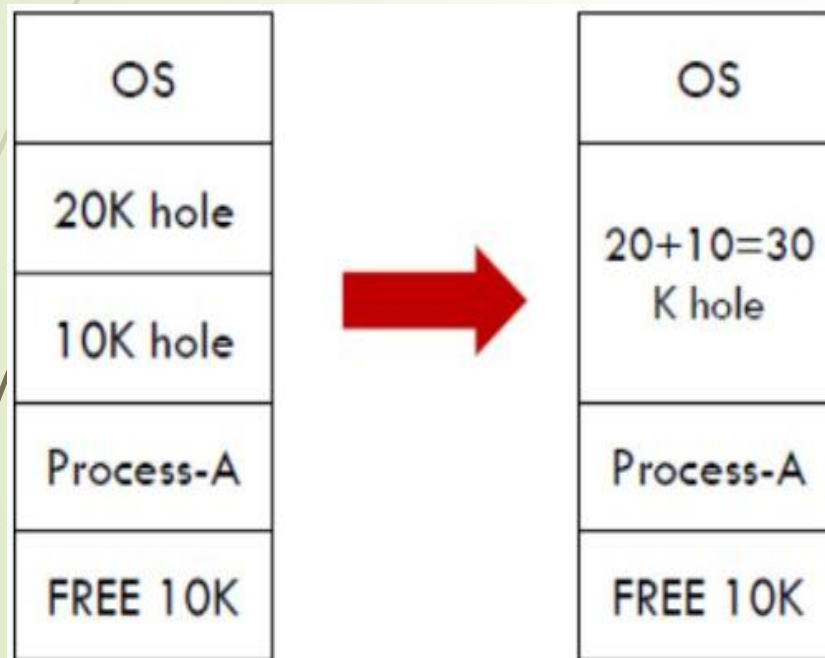 OS
20K hole
10K hole
Process-A
FREE 10K
OS
20+10=30
K hole
Process-A
FREE 10K